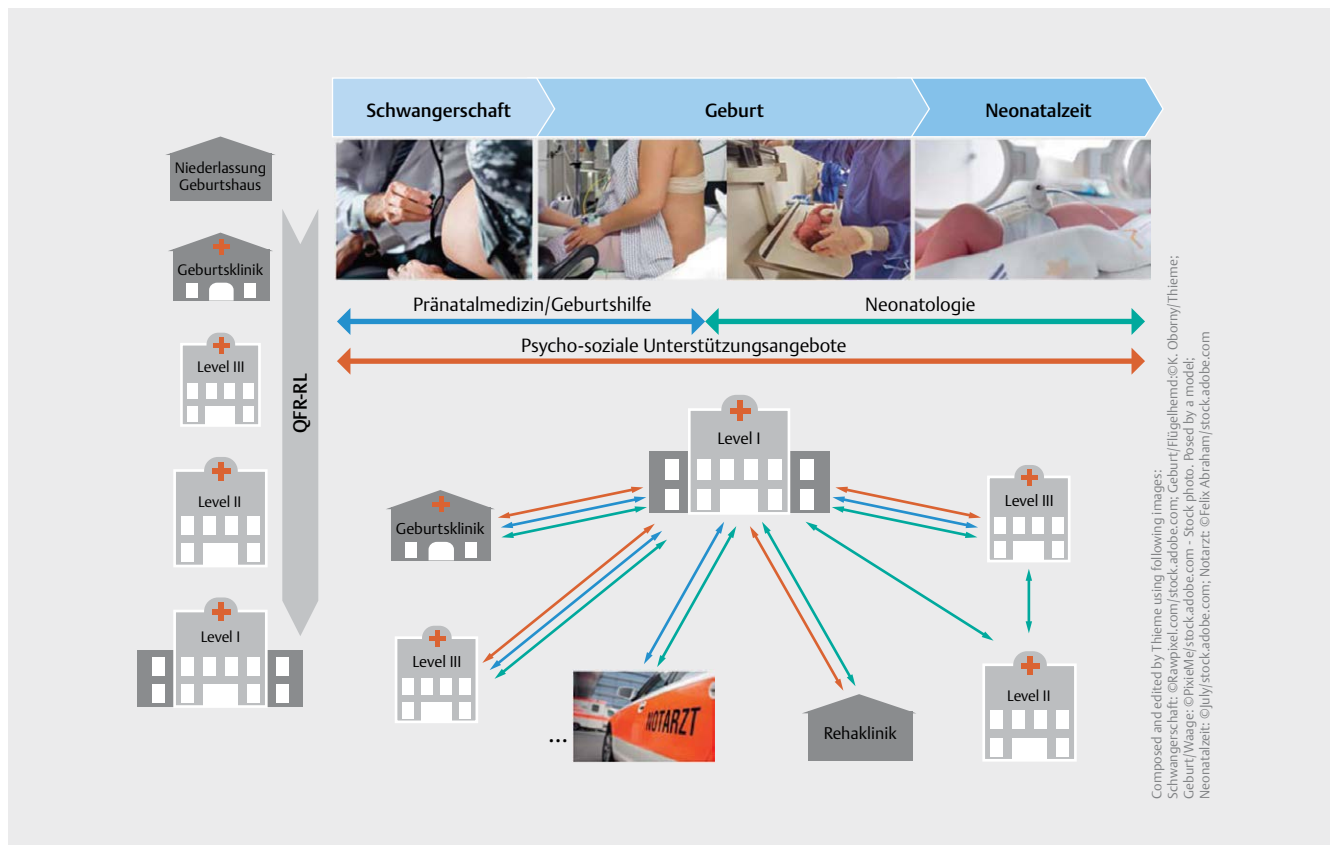 Schwangerschaft
Geburt
Neonatalzeit
Niederlassung
Geburtshaus
Geburtsklinik
Level III
Level II
Level I
QFR-RL
Pränatalmedizin/Geburtshilfe
Neonatologie
Psycho-soziale Unterstützungsangebote
Level I
Geburtsklinik
Level III
Level III
...
NOTARZT
Rehaklinik
Level II
Composed and edited by Thieme using following images:
Schwangerschaft: ©Rawpixel.com/stock.adobe.com; Geburt/Flügelhemd:©K. Oborny/Thieme;
Geburt/Waage: ©PixieMe/stock.adobe.com - Stock photo. Posed by a model;
Neonatalzeit: ©July/stock.adobe.com; Notarzt: ©Felix Abraham/stock.adobe.com